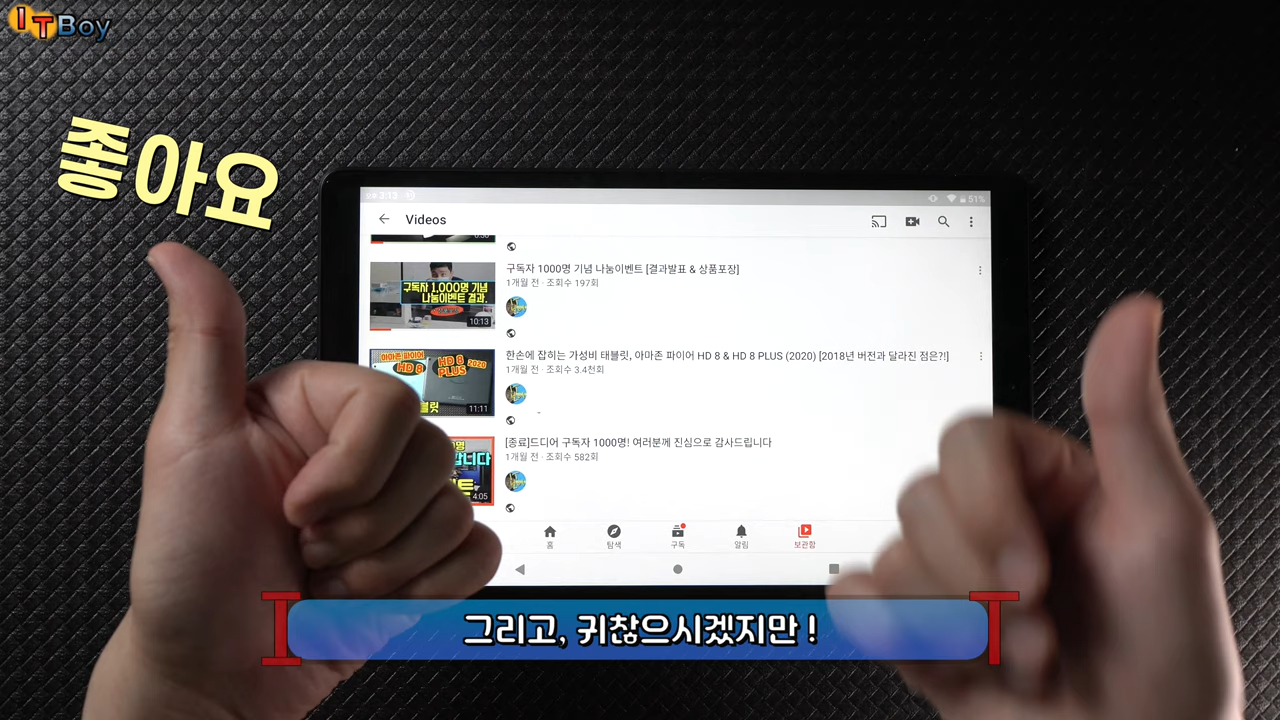 ITBoy
좋아요
3:13
51%
Videos
구독자 1000명 기념 나눔이벤트 [결과발표 & 상품포장]
1개월 전 · 조회수 197회
구독자 1,000명 기념
나눔이벤트 결과.
10:13
한손에 잡히는 가성비 태블릿, 아마존 파이어 HD 8 & HD 8 PLUS (2020) [2018년 버전과 달라진 점은?!]
1개월 전 · 조회수 3.4천회
아마존 파이어
HD 8
HD 8
PLUS
2020
11:11
[종료]드디어 구독자 1000명! 여러분께 진심으로 감사드립니다
1개월 전 · 조회수 582회
4:05
홈
탐색
구독
알림
보관함
그리고, 귀찮으시겠지만 !